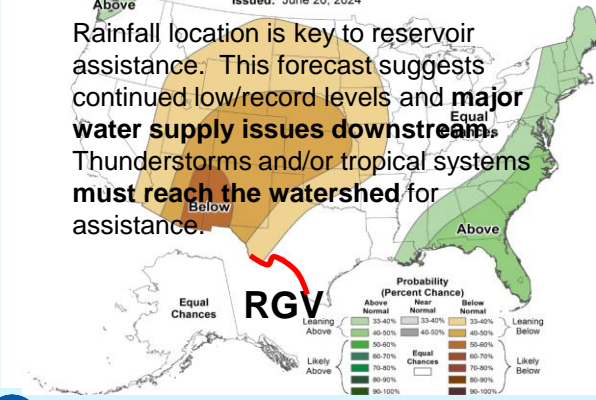 Above
Issued: June 20, 2024
Rainfall location is key to reservoir
assistance. This forecast suggests
continued low/record levels and major
water supply issues downstream.
Thunderstorms and/or tropical systems
must reach the watershed for
assistance.
Equal
Chances
Below
Above
RGV
Equal
Chances
Probability
(Percent Chance)
Above Normal
Near Normal
Below Normal
Leaning Above
33-40% 33-40% 33-40%
40-50% 40-50% 40-50%
Leaning Below
50-60% 50-60%
Likely Above
60-70% Equal Chances 60-70%
70-80% 70-80%
Likely Below
80-90% 80-90%
90-100% 90-100%